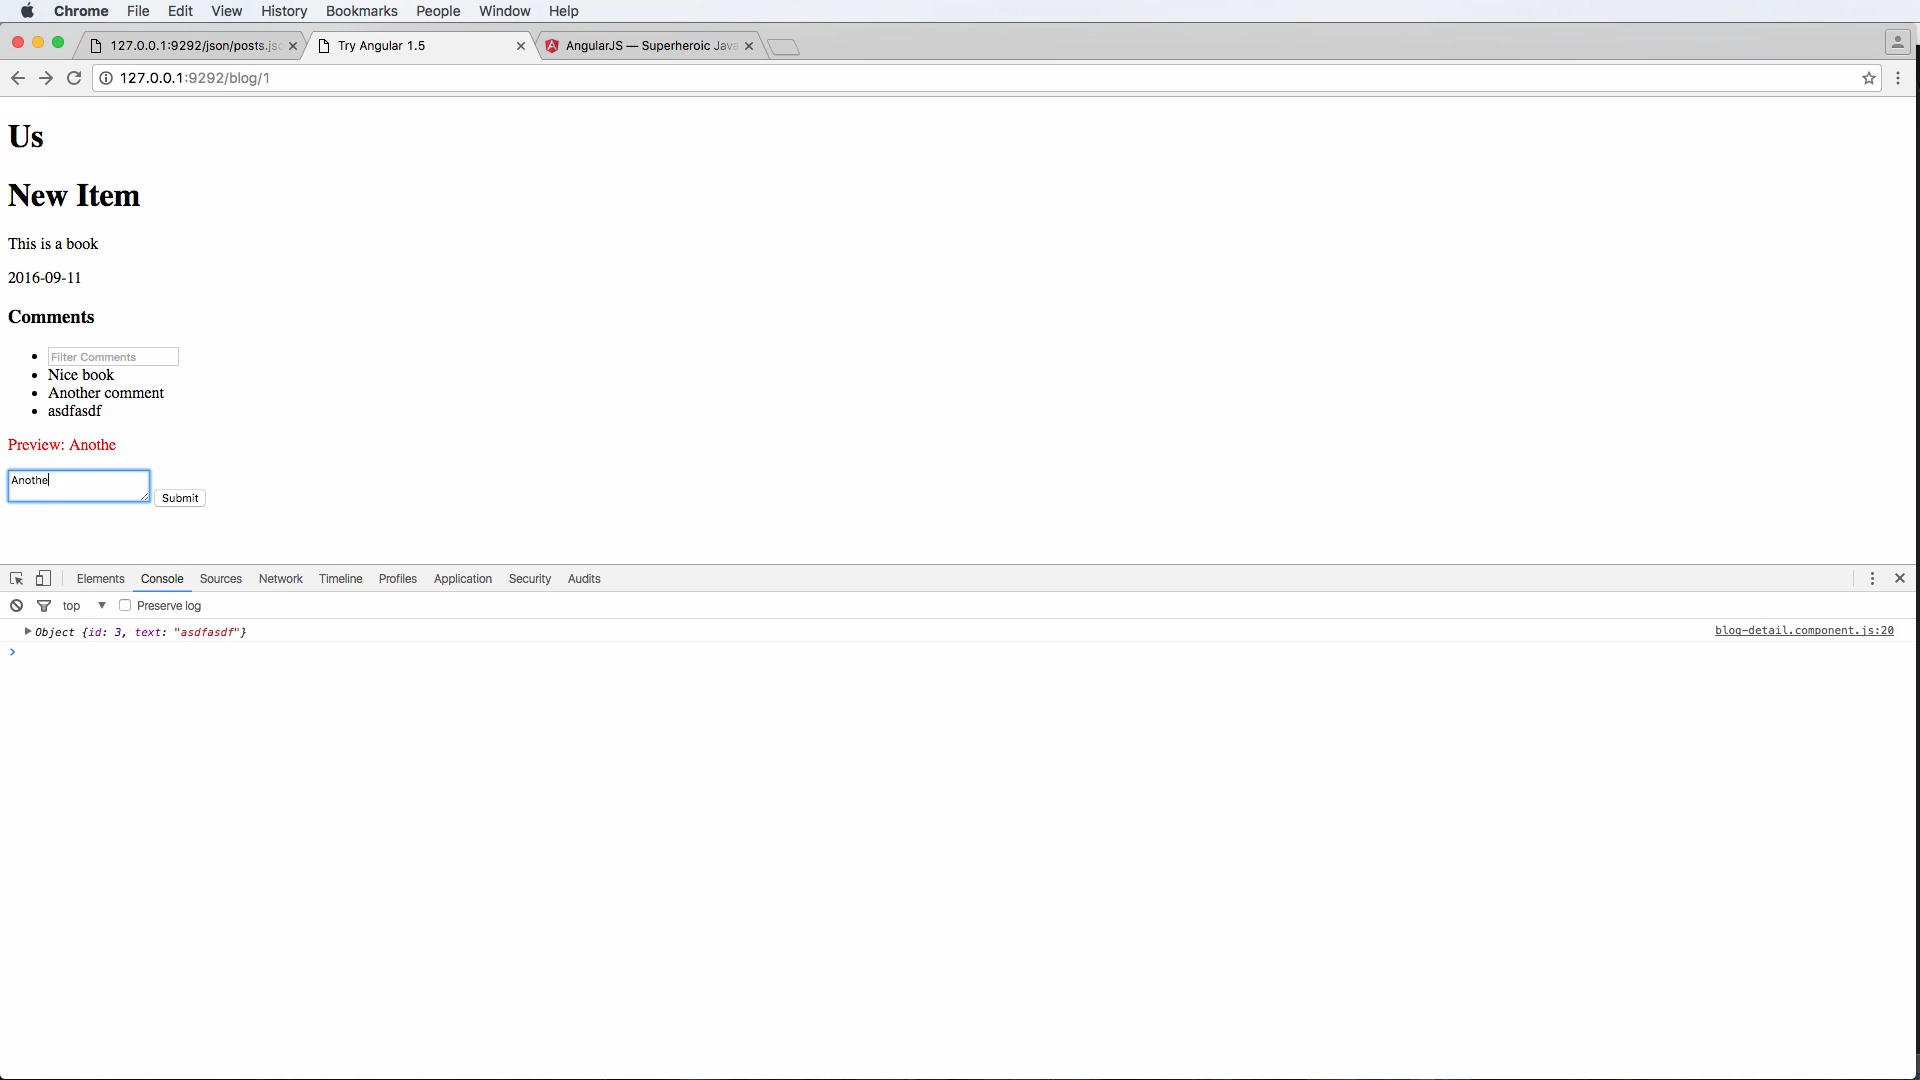 Chrome File Edit View History Bookmarks People Window Help
127.0.0.1:9292/json/posts.js Try Angular 1.5 AngularJS — Superheroic Java
127.0.0.1:9292/blog/1
Us
New Item
This is a book
2016-09-11
Comments
Filter Comments
Nice book
Another comment
asdfasdf
Preview: Anothe
Anothe
Submit
Elements Console Sources Network Timeline Profiles Application Security Audits
top Preserve log
Object {id: 3, text: "asdfasdf"} blog-detail.component.js:20